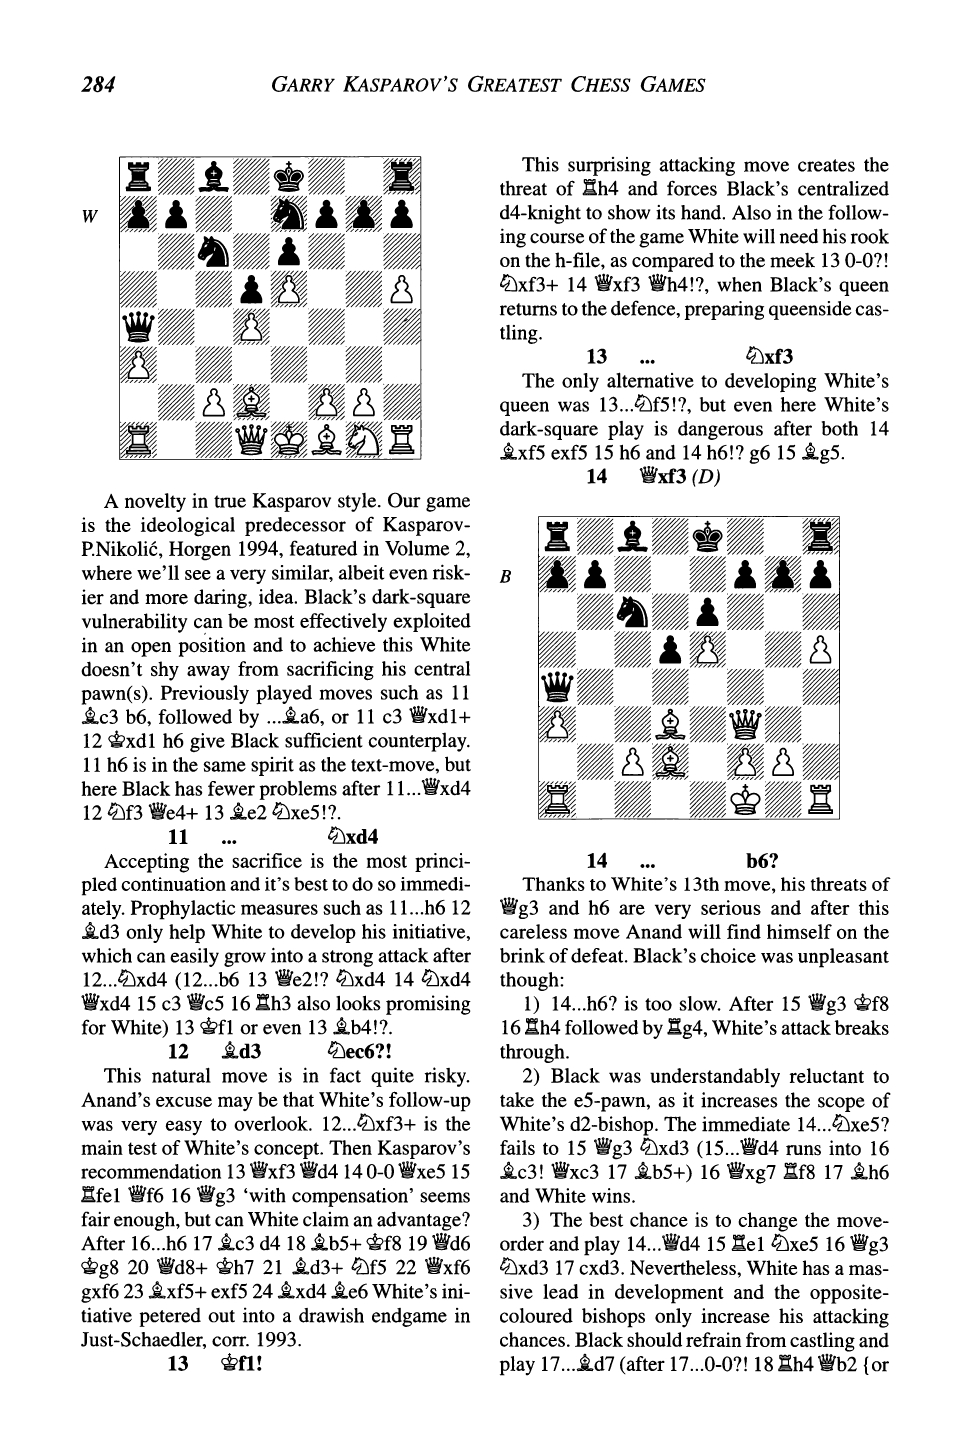 284
GARRY KASPAROV'S GREATEST CHESS GAMES
W
A novelty in true Kasparov style. Our game
is the ideological predecessor of Kasparov-
P.Nikolić, Horgen 1994, featured in Volume 2,
where we'll see a very similar, albeit even risk-
ier and more daring, idea. Black's dark-square
vulnerability can be most effectively exploited
in an open position and to achieve this White
doesn't shy away from sacrificing his central
pawn(s). Previously played moves such as 11
♗c3 b6, followed by ...♗a6, or 11 c3 ♕xd1+
12 ♔xd1 h6 give Black sufficient counterplay.
11 h6 is in the same spirit as the text-move, but
here Black has fewer problems after 11...♕xd4
12 ♘f3 ♕e4+ 13 ♗e2 ♘xe5!?.
11 ... ♘xd4
Accepting the sacrifice is the most princi-
pled continuation and it's best to do so immedi-
ately. Prophylactic measures such as 11...h6 12
♗d3 only help White to develop his initiative,
which can easily grow into a strong attack after
12...♘xd4 (12...b6 13 ♕e2!? ♘xd4 14 ♘xd4
♕xd4 15 c3 ♕c5 16 ♖h3 also looks promising
for White) 13 ♔f1 or even 13 ♗b4!?.
12 ♗d3 ♘ec6?!
This natural move is in fact quite risky.
Anand's excuse may be that White's follow-up
was very easy to overlook. 12...♘xf3+ is the
main test of White's concept. Then Kasparov's
recommendation 13 ♕xf3 ♕d4 14 0-0 ♕xe5 15
♖fe1 ♕f6 16 ♕g3 'with compensation' seems
fair enough, but can White claim an advantage?
After 16...h6 17 ♗c3 d4 18 ♗b5+ ♔f8 19 ♕d6
♔g8 20 ♕d8+ ♔h7 21 ♗d3+ ♘f5 22 ♕xf6
gxf6 23 ♗xf5+ exf5 24 ♗xd4 ♗e6 White's ini-
tiative petered out into a drawish endgame in
Just-Schaedler, corr. 1993.
13 ♔f1!
This surprising attacking move creates the
threat of ♖h4 and forces Black's centralized
d4-knight to show its hand. Also in the follow-
ing course of the game White will need his rook
on the h-file, as compared to the meek 13 0-0?!
♘xf3+ 14 ♕xf3 ♕h4!?, when Black's queen
returns to the defence, preparing queenside cas-
tling.
13 ... ♘xf3
The only alternative to developing White's
queen was 13...♘f5!?, but even here White's
dark-square play is dangerous after both 14
♗xf5 exf5 15 h6 and 14 h6!? g6 15 ♗g5.
14 ♕xf3 (D)
B
14 ... b6?
Thanks to White's 13th move, his threats of
♕g3 and h6 are very serious and after this
careless move Anand will find himself on the
brink of defeat. Black's choice was unpleasant
though:
1) 14...h6? is too slow. After 15 ♕g3 ♔f8
16 ♖h4 followed by ♖g4, White's attack breaks
through.
2) Black was understandably reluctant to
take the e5-pawn, as it increases the scope of
White's d2-bishop. The immediate 14...♘xe5?
fails to 15 ♕g3 ♘xd3 (15...♕d4 runs into 16
♗c3! ♕xc3 17 ♗b5+) 16 ♕xg7 ♖f8 17 ♗h6
and White wins.
3) The best chance is to change the move-
order and play 14...♕d4 15 ♖e1 ♘xe5 16 ♕g3
♘xd3 17 cxd3. Nevertheless, White has a mas-
sive lead in development and the opposite-
coloured bishops only increase his attacking
chances. Black should refrain from castling and
play 17...♗d7 (after 17...0-0?! 18 ♖h4 ♕b2 {or